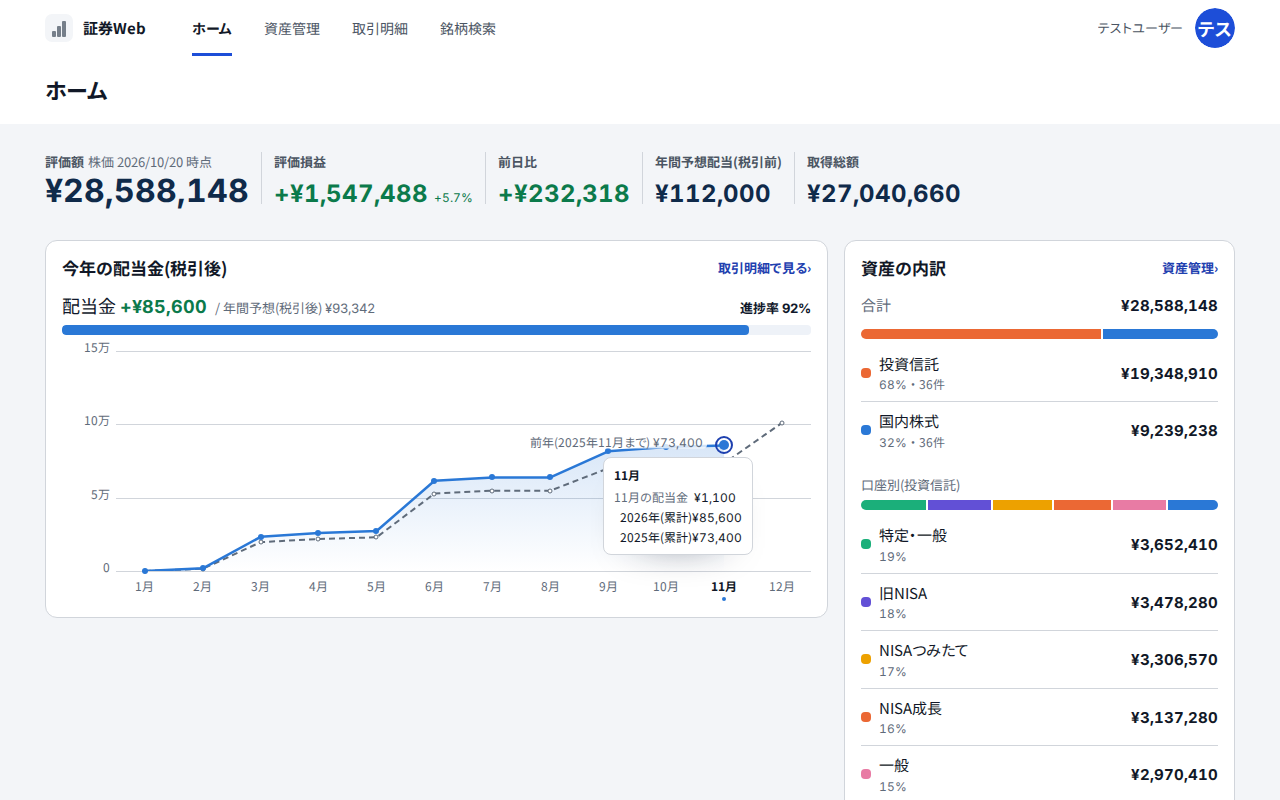 証券Web ホーム 資産管理 取引明細 銘柄検索 テストユーザー テス
ホーム
評価額 株価 2026/10/20 時点
¥28,588,148
評価損益
+¥1,547,488 +5.7%
前日比
+¥232,318
年間予想配当(税引前)
¥112,000
取得総額
¥27,040,660
今年の配当金(税引後) 取引明細で見る›
配当金 +¥85,600 / 年間予想(税引後) ¥93,342 進捗率 92%
15万
10万
5万
0
前年(2025年11月まで) ¥73,400
11月
11月の配当金 ¥1,100
2026年(累計)¥85,600
2025年(累計)¥73,400
1月 2月 3月 4月 5月 6月 7月 8月 9月 10月 11月 12月
資産の内訳 資産管理›
合計 ¥28,588,148
投資信託 ¥19,348,910
68%・36件
国内株式 ¥9,239,238
32%・36件
口座別(投資信託)
特定・一般 ¥3,652,410
19%
旧NISA ¥3,478,280
18%
NISAつみたて ¥3,306,570
17%
NISA成長 ¥3,137,280
16%
一般 ¥2,970,410
15%